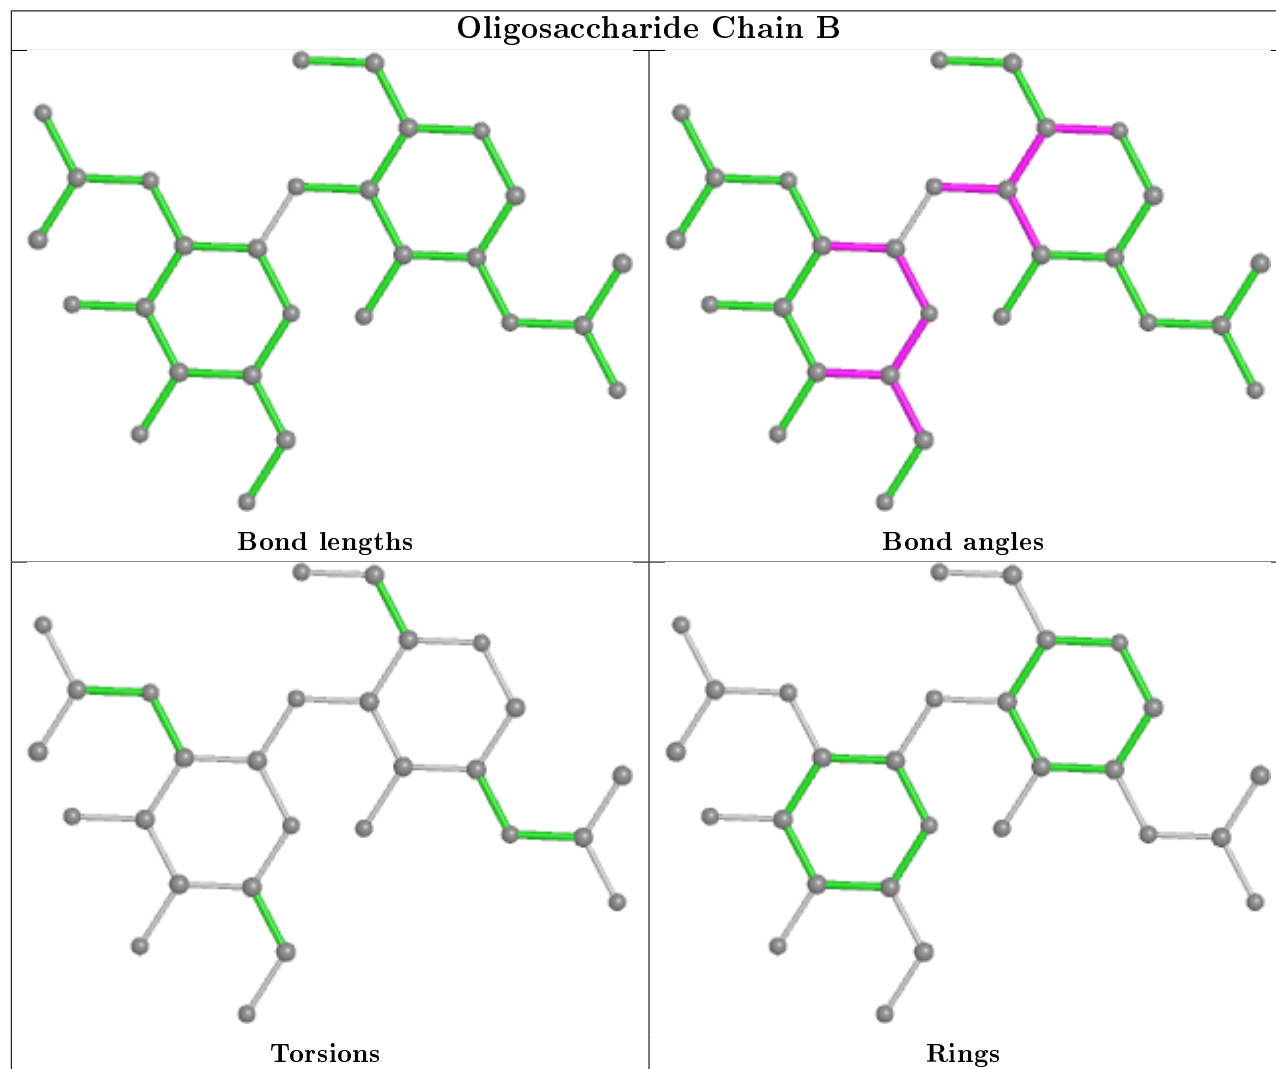 Oligosaccharide Chain B
Bond lengths
Bond angles
Torsions
Rings